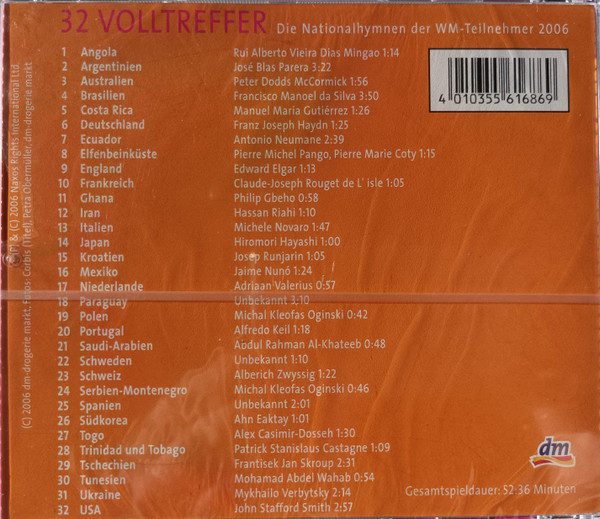 32 VOLLTREFFER Die Nationalhymnen der WM-Teilnehmer 2006
1 Angola Rui Alberto Vieira Dias Mingao 1:14
2 Argentinien José Blas Parera 3:22
3 Australien Peter Dodds McCormick 1:56
4 Brasilien Francisco Manoel da Silva 3:50
5 Costa Rica Manuel Maria Gutiérrez 1:26
6 Deutschland Franz Joseph Haydn 1:25
7 Ecuador Antonio Neumane 2:39
8 Elfenbeinküste Pierre Michel Pango, Pierre Marie Coty 1:15
9 England Edward Elgar 1:13
10 Frankreich Claude-Joseph Rouget de L' isle 1:05
11 Ghana Philip Gbeho 0:58
12 Iran Hassan Riahi 1:10
13 Italien Michele Novaro 1:47
14 Japan Hiromori Hayashi 1:00
15 Kroatien Josep Runjarin 1:05
16 Mexiko Jaime Nunó 1:24
17 Niederlande Adriaan Valerius 0:57
18 Paraguay Unbekannt 3:10
19 Polen Michal Kleofas Oginski 0:42
20 Portugal Alfredo Keil 1:18
21 Saudi-Arabien Abdul Rahman Al-Khateeb 0:48
22 Schweden Unbekannt 1:10
23 Schweiz Alberich Zwyssig 1:22
24 Serbien-Montenegro Michal Kleofas Oginski 0:46
25 Spanien Unbekannt 2:01
26 Südkorea Ahn Eaktay 1:01
27 Togo Alex Casimir-Dosseh 1:30
28 Trinidad und Tobago Patrick Stanislaus Castagne 1:09
29 Tschechien Frantisek Jan Skroup 2:31
30 Tunesien Mohamad Abdel Wahab 0:54
31 Ukraine Mykhailo Verbytsky 2:14
32 USA John Stafford Smith 2:57
4 010355 616869
dm
Gesamtspieldauer: 52:36 Minuten
(P) & (C) 2006 Naxos Rights International Ltd.
(C) 2006 dm-drogerie markt, Fotos: Corbis (Titel), Petra Obermüller, dm-drogerie markt